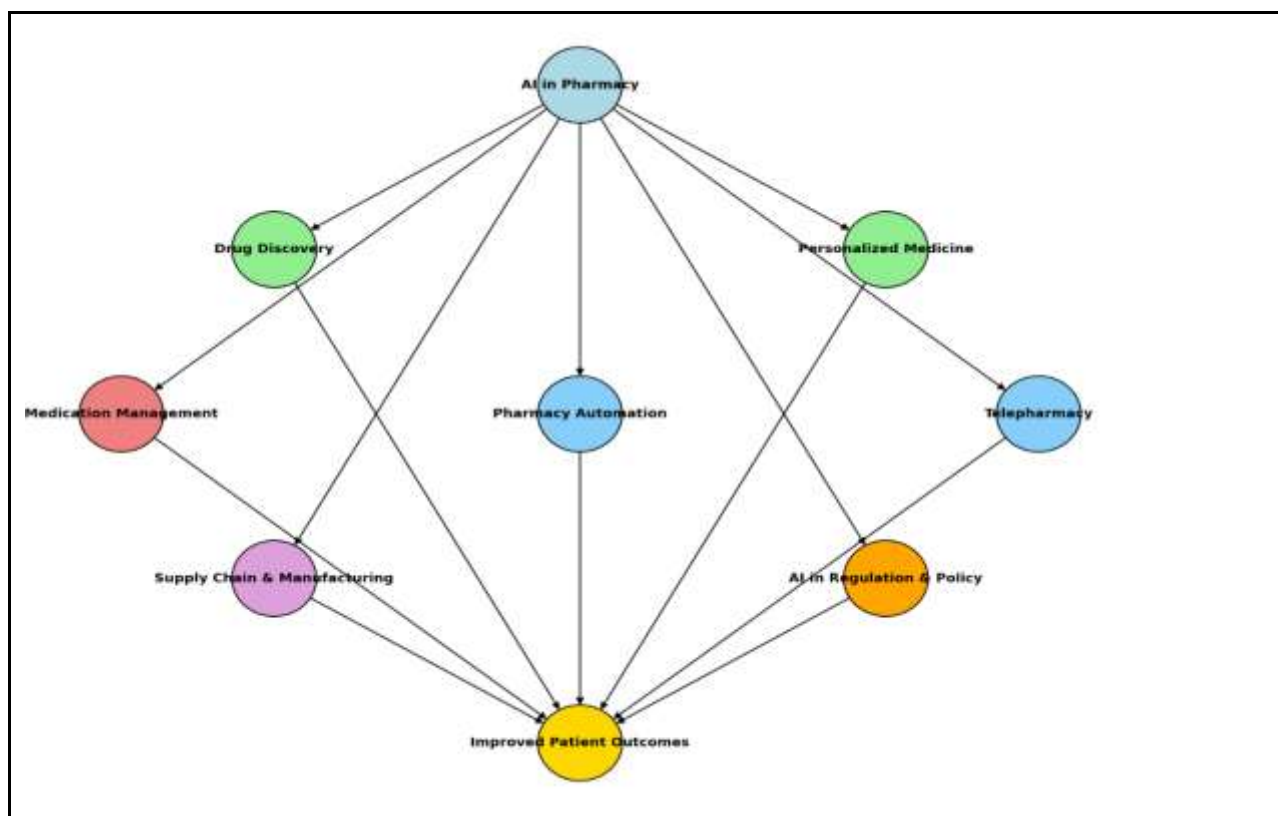 AI in Pharmacy
Drug Discovery
Personalized Medicine
Medication Management
Pharmacy Automation
Telepharmacy
Supply Chain & Manufacturing
AI in Regulation & Policy
Improved Patient Outcomes